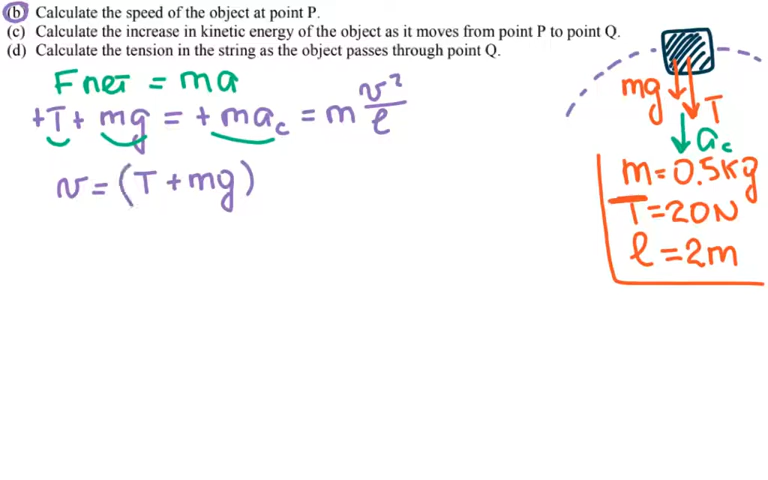 (b) Calculate the speed of the object at point P.
(c) Calculate the increase in kinetic energy of the object as it moves from point P to point Q.
(d) Calculate the tension in the string as the object passes through point Q.
Fnet = ma
+T + mg = + ma_c = m v²/ℓ
v = (T + mg)
mg T
a_c
m = 0.5Kg
T = 20N
ℓ = 2m